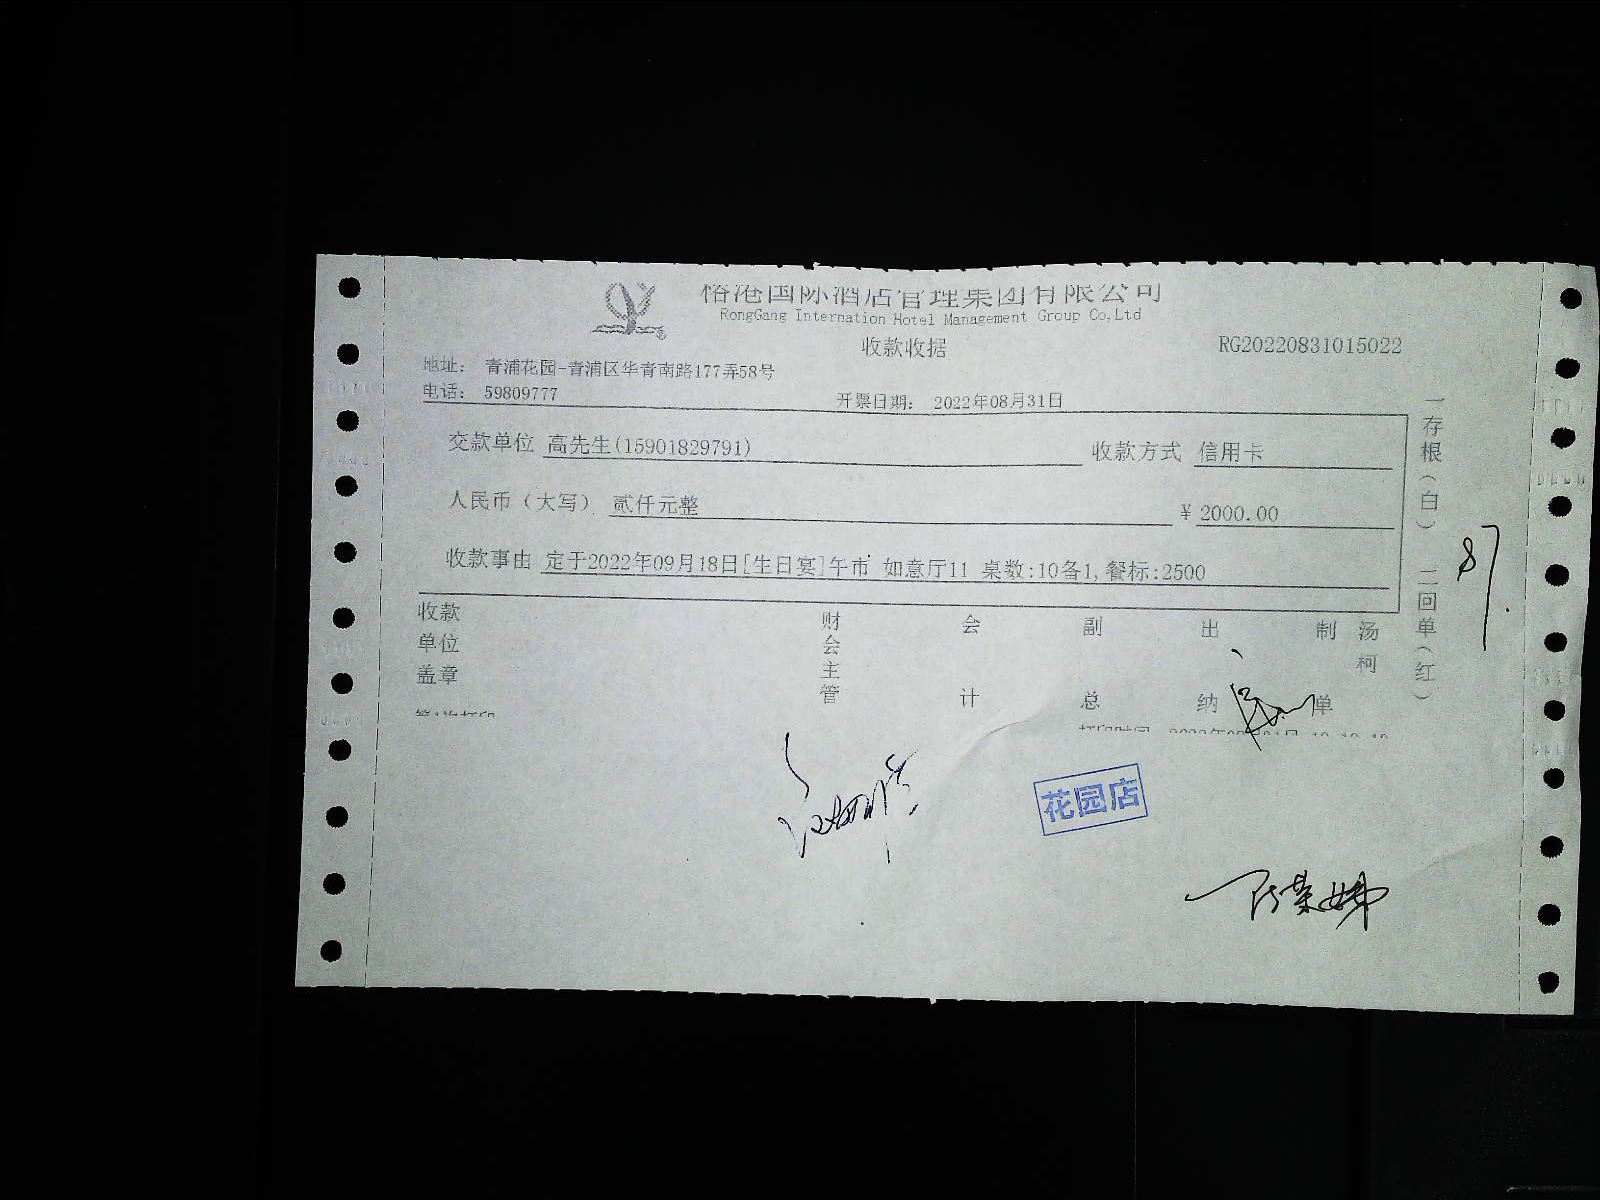 榕港国际酒店管理集团有限公司
RongGang Internation Hotel Management Group Co,Ltd
收款收据
RG20220831015022
地址： 青浦花园-青浦区华青南路177弄58号
电话： 59809777
开票日期： 2022年08月31日
交款单位 高先生(15901829791)
收款方式 信用卡
人民币（大写） 贰仟元整
¥ 2000.00
收款事由 定于2022年09月18日[生日宴]午市 如意厅11 桌数:10备1,餐标:2500
收款单位盖章
财会主管
会计
副总
出纳
制单
汤柯
一存根（白） 二回单（红）
87
花园店